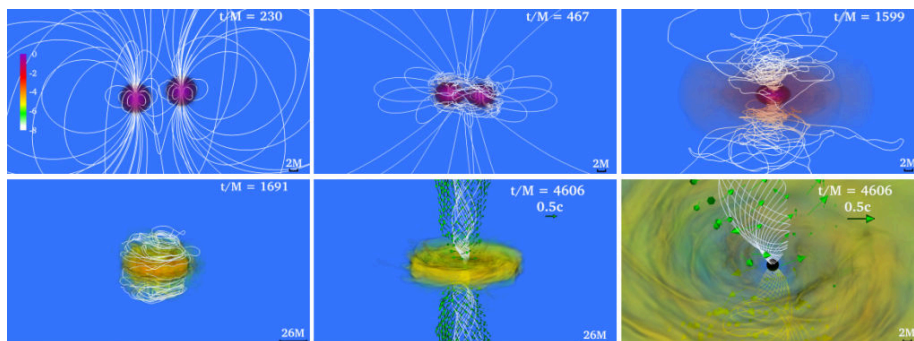 t/M = 230
0
-2
-4
-6
-8
2M
t/M = 467
2M
t/M = 1599
2M
t/M = 1691
26M
t/M = 4606
0.5c
26M
t/M = 4606
0.5c
2M